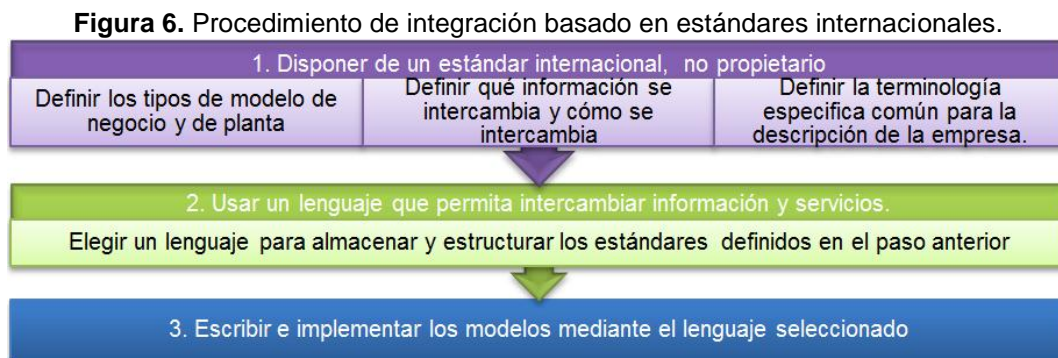 Figura 6. Procedimiento de integración basado en estándares internacionales.
1. Disponer de un estándar internacional, no propietario
Definir los tipos de modelo de
negocio y de planta
Definir qué información se
intercambia y cómo se
intercambia
Definir la terminología
especifica común para la
descripción de la empresa.
2. Usar un lenguaje que permita intercambiar información y servicios.
Elegir un lenguaje para almacenar y estructurar los estándares definidos en el paso anterior
3. Escribir e implementar los modelos mediante el lenguaje seleccionado